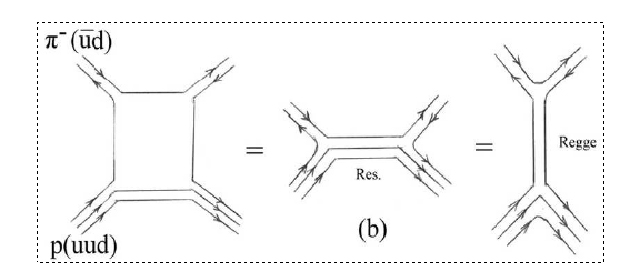 π⁻(ūd)
=
=
Regge
Res.
(b)
p(uud)